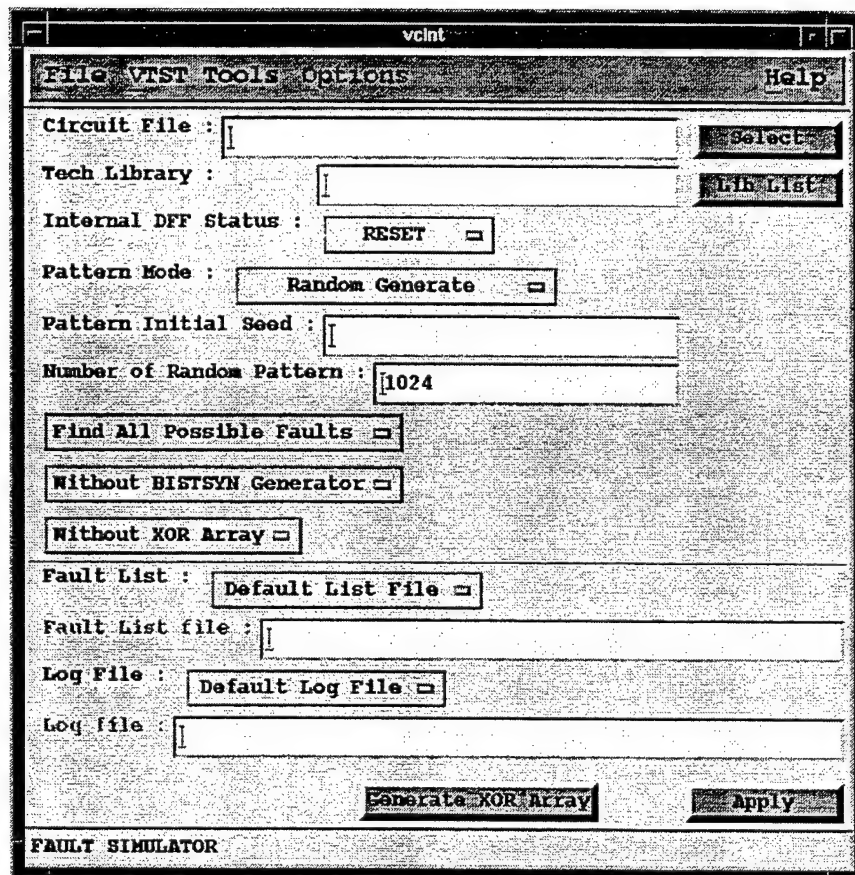 vcint
File VTST Tools Options Help
Circuit File : Select
Tech Library : Lib List
Internal DFF Status : RESET
Pattern Mode : Random Generate
Pattern Initial Seed :
Number of Random Pattern : 1024
Find All Possible Faults
Without BISTSYN Generator
Without XOR Array
Fault List : Default List File
Fault List file :
Log File : Default Log File
Log file :
Generate XOR Array Apply
FAULT SIMULATOR